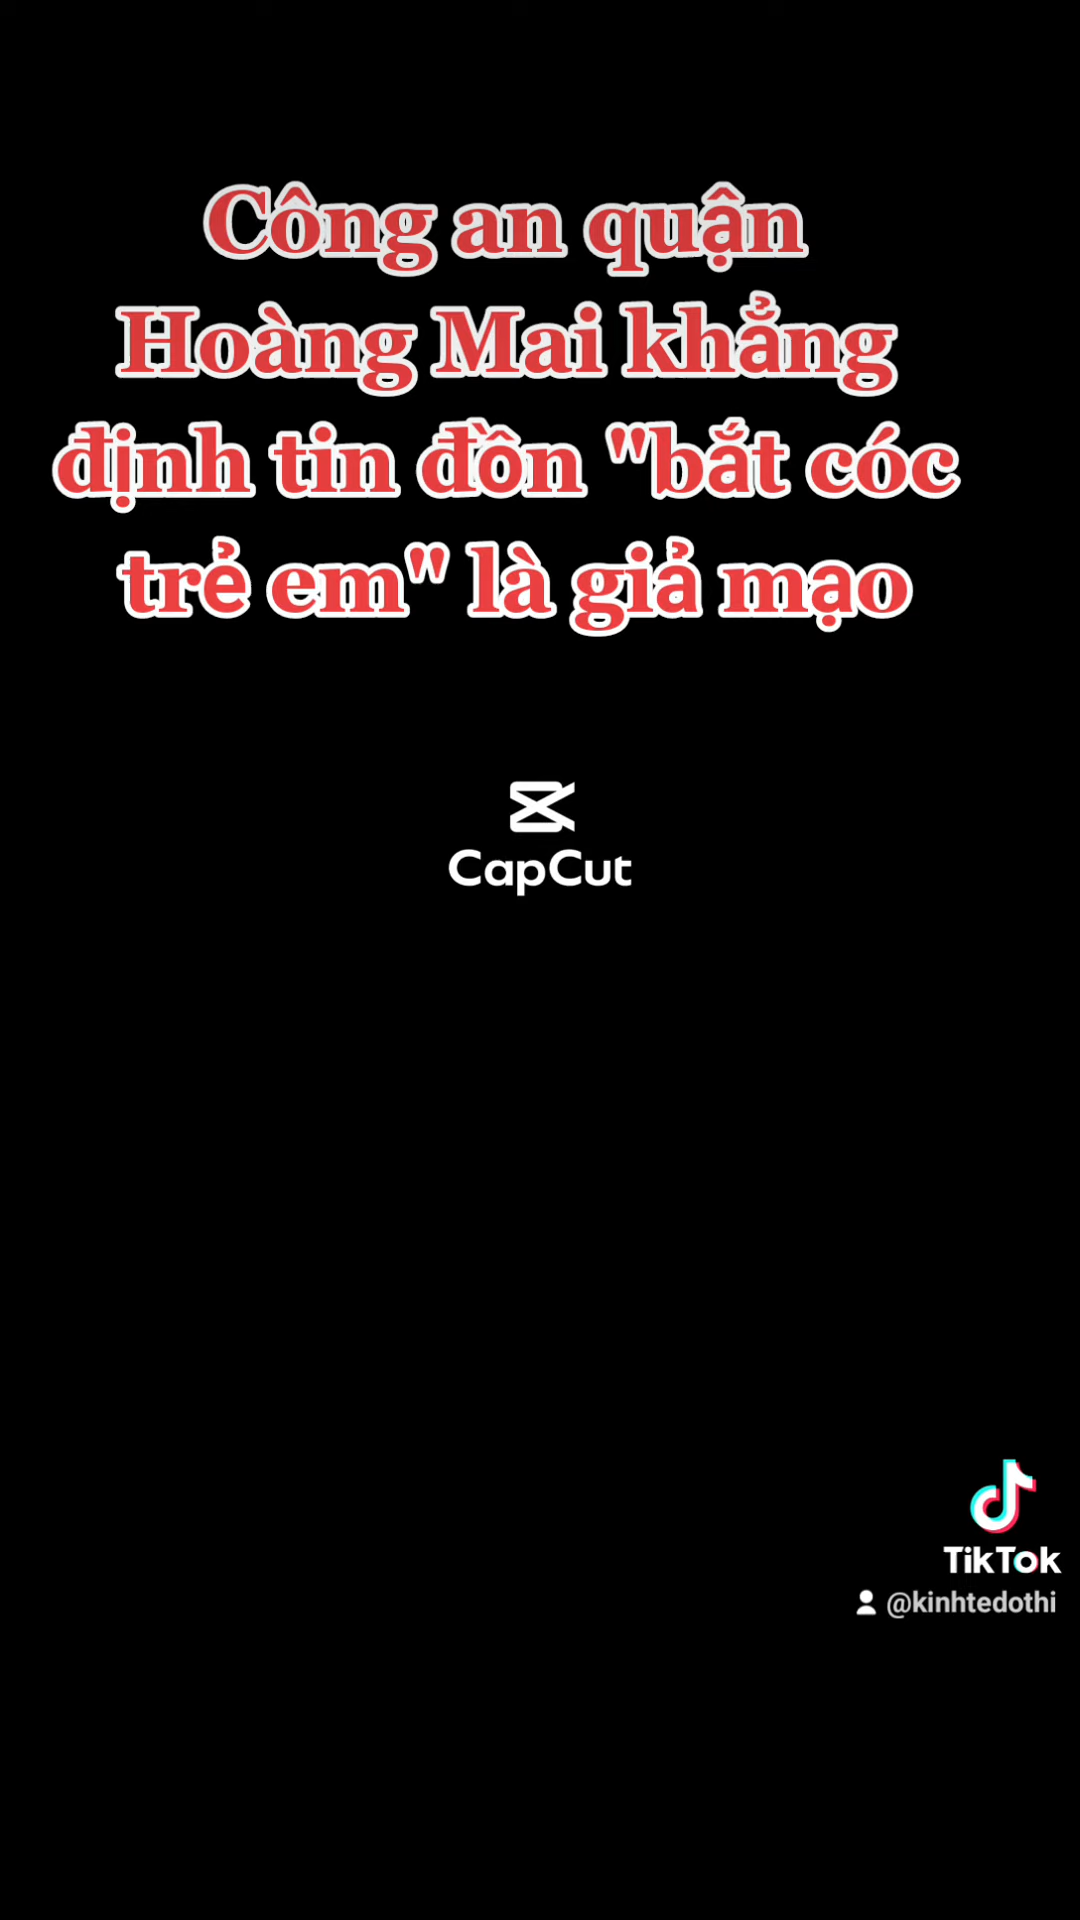 Công an quận
Hoàng Mai khẳng
định tin đồn "bắt cóc
trẻ em" là giả mạo
CapCut
TikTok
@kinhtedothi